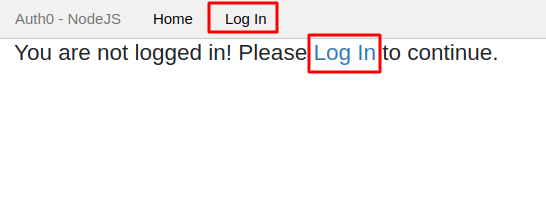 Auth0 - NodeJS Home Log In
You are not logged in! Please Log In to continue.